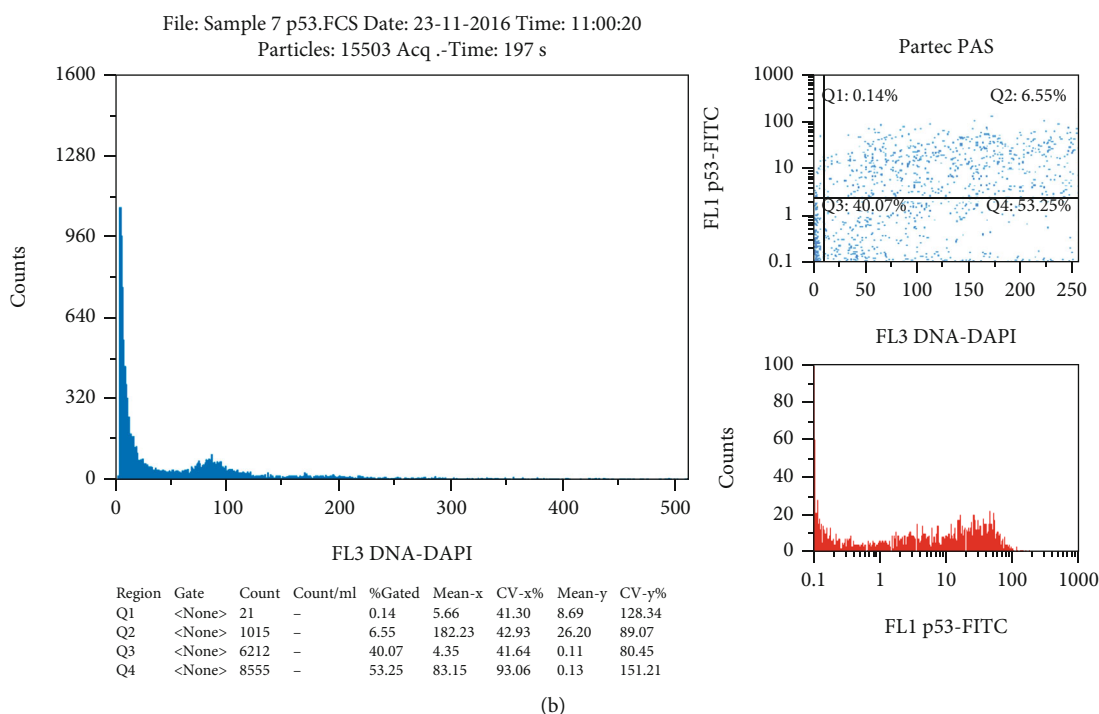 File: Sample 7 p53.FCS Date: 23-11-2016 Time: 11:00:20
Particles: 15503 Acq .-Time: 197 s
1600
1280
960
640
320
0
Counts
0 100 200 300 400 500
FL3 DNA-DAPI
Partec PAS
1000
100
10
1
0.1
FL1 p53-FITC
Q1: 0.14% Q2: 6.55%
Q3: 40.07% Q4: 53.25%
0 50 100 150 200 250
FL3 DNA-DAPI
100
80
60
40
20
0
Counts
0.1 1 10 100 1000
FL1 p53-FITC
Region Gate Count Count/ml %Gated Mean-x CV-x% Mean-y CV-y%
Q1 <None> 21 – 0.14 5.66 41.30 8.69 128.34
Q2 <None> 1015 – 6.55 182.23 42.93 26.20 89.07
Q3 <None> 6212 – 40.07 4.35 41.64 0.11 80.45
Q4 <None> 8555 – 53.25 83.15 93.06 0.13 151.21
(b)